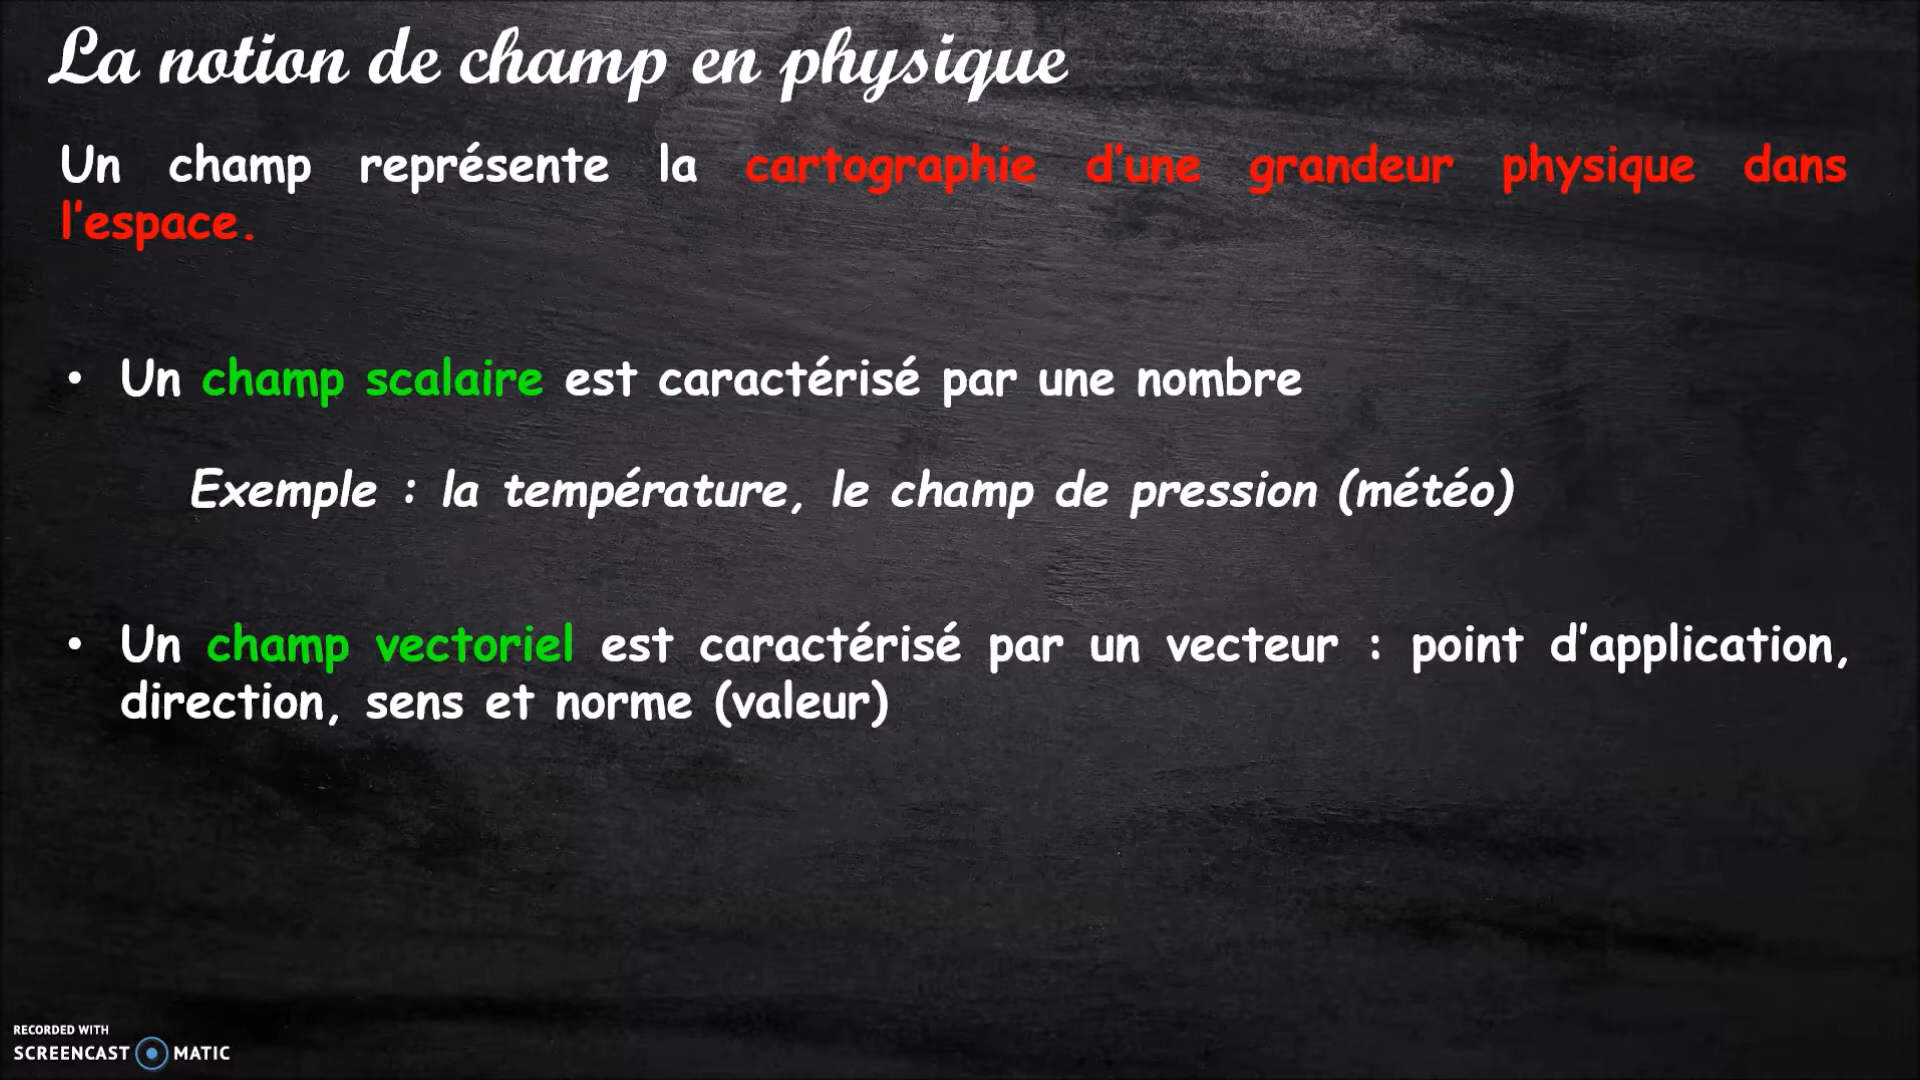 La notion de champ en physique
Un champ représente la cartographie d'une grandeur physique dans
l'espace.
• Un champ scalaire est caractérisé par une nombre
Exemple : la température, le champ de pression (météo)
• Un champ vectoriel est caractérisé par un vecteur : point d'application,
direction, sens et norme (valeur)
RECORDED WITH
SCREENCAST MATIC